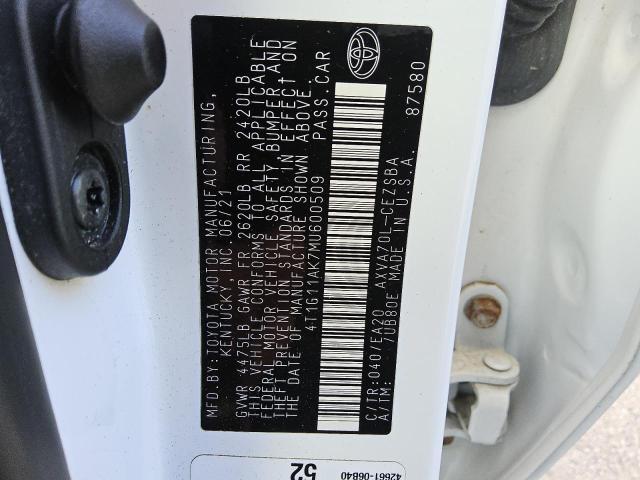 MFD.BY:TOYOTA MOTOR MANUFACTURING,
KENTUCKY, INC. 06/21
GVWR 4475LB GAWR FR 2620LB RR 2420LB
THIS VEHICLE CONFORMS TO ALL APPLICABLE
FEDERAL MOTOR VEHICLE SAFETY, BUMPER AND
THEFT PREVENTION STANDARDS IN EFFECT ON
THE DATE OF MANUFACTURE SHOWN ABOVE.
4T1G11AK7MU600509 PASS CAR
C/TR:040/EA20 AXVA70L-CEZSBA
A/TM: /UB80E MADE IN U.S.A. 87580
52
42661-06B40